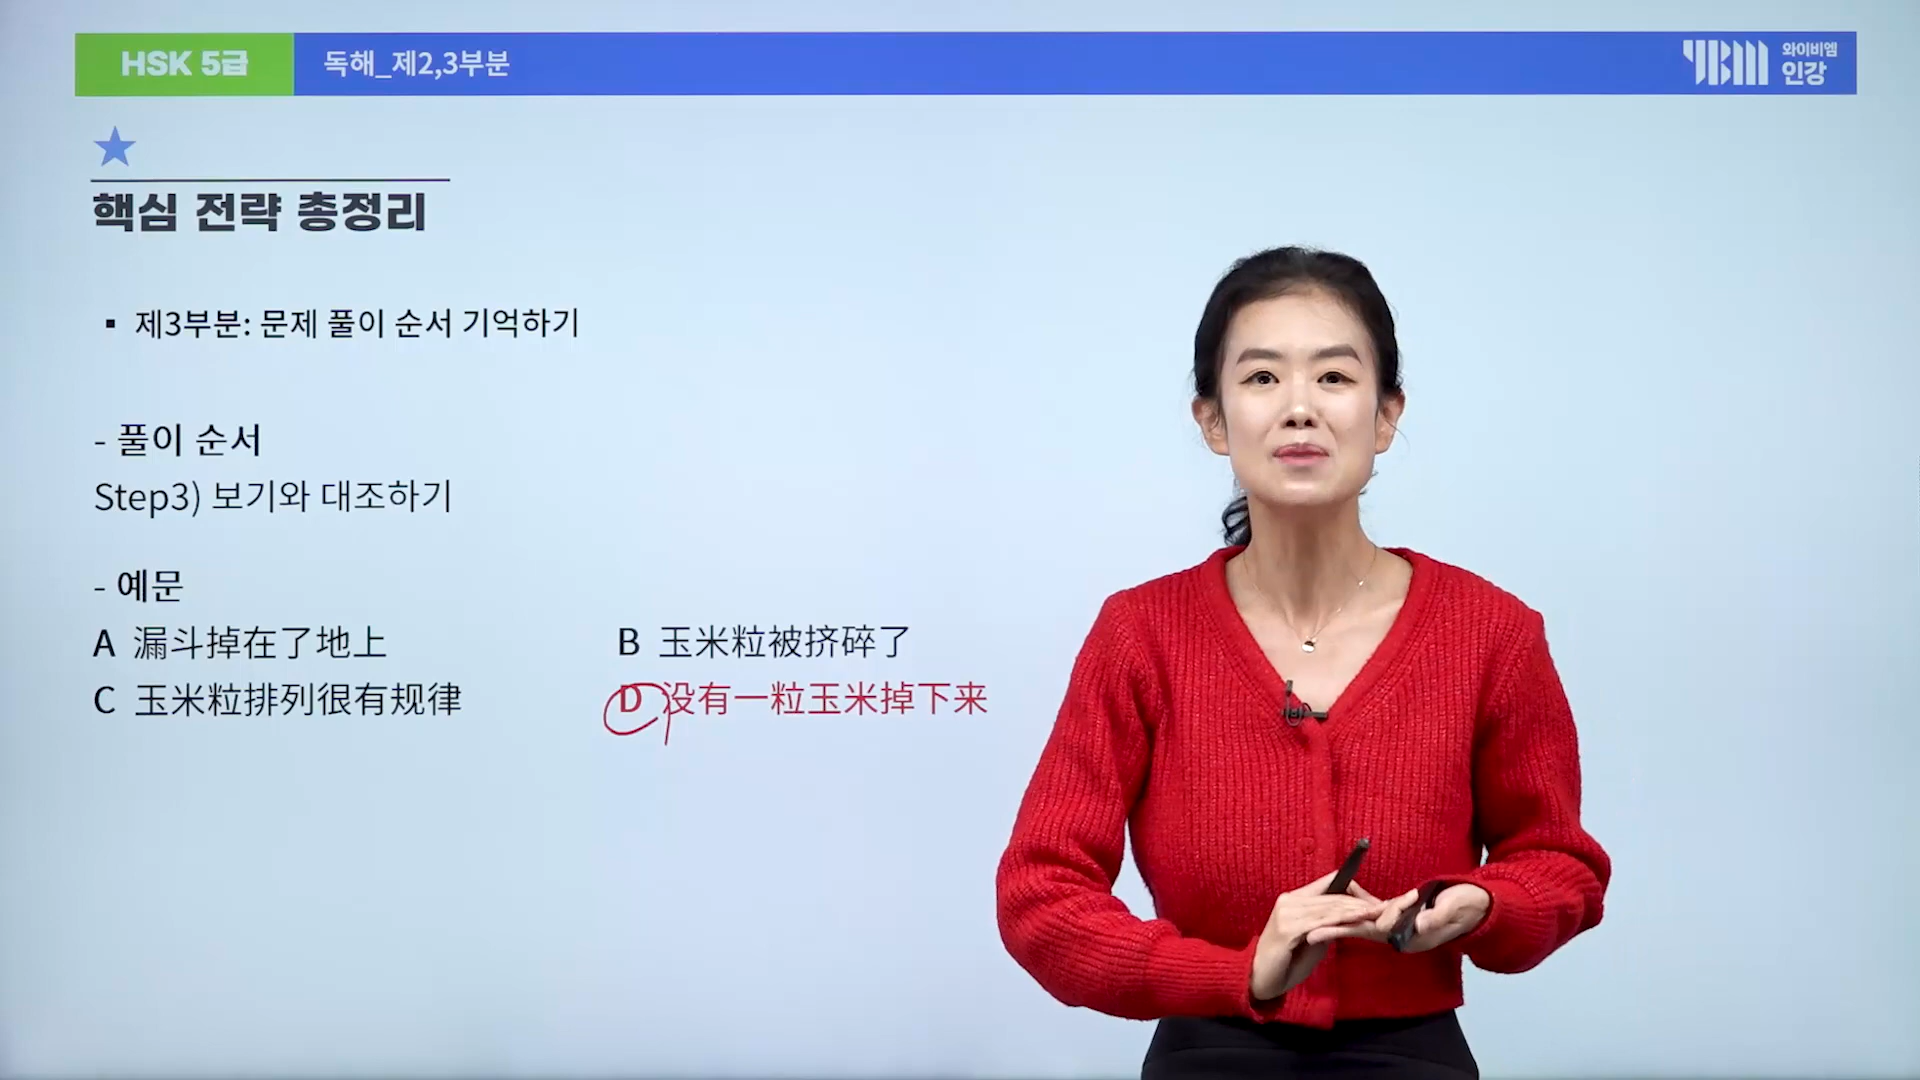 HSK 5급
독해_제2,3부분
YBM 와이비엠
인강
핵심 전략 총정리
▪ 제3부분: 문제 풀이 순서 기억하기
- 풀이 순서
Step3) 보기와 대조하기
- 예문
A 漏斗掉在了地上
B 玉米粒被挤碎了
C 玉米粒排列很有规律
D 没有一粒玉米掉下来